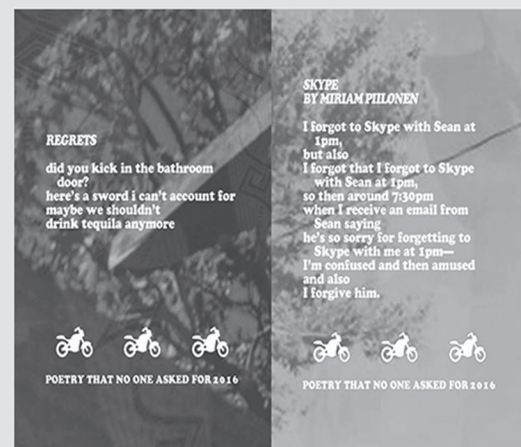 REGRETS
did you kick in the bathroom
door?
here's a sword i can't account for
maybe we shouldn't
drink tequila anymore
POETRY THAT NO ONE ASKED FOR 2016
SKYPE
BY MIRIAM PIILONEN
I forgot to Skype with Sean at
1pm,
but also
I forgot that I forgot to Skype
with Sean at 1pm,
so then around 7:30pm
when I receive an email from
Sean saying
he's so sorry for forgetting to
Skype with me at 1pm—
I'm confused and then amused
and also
I forgive him.
POETRY THAT NO ONE ASKED FOR 2016